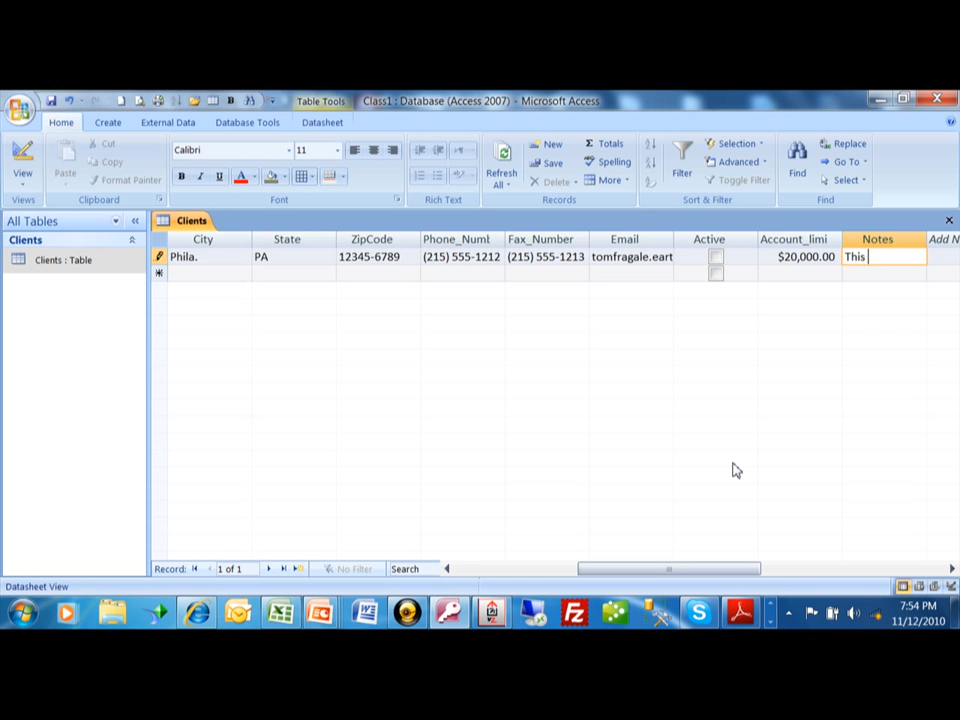 Table Tools Class1 : Database (Access 2007) - Microsoft Access
Home Create External Data Database Tools Datasheet
View
Views
Paste
Cut
Copy
Format Painter
Clipboard
Calibri 11
B I U A
Font
Rich Text
Refresh
All
New
Save
Delete
Totals
Spelling
More
Records
Filter
Selection
Advanced
Toggle Filter
Sort & Filter
Find
Replace
Go To
Select
Find
All Tables
Clients
Clients : Table
Clients
City State ZipCode Phone_Numb Fax_Number Email Active Account_limi Notes Add N
Phila. PA 12345-6789 (215) 555-1212 (215) 555-1213 tomfragale.eart $20,000.00 This
Record: 1 of 1 No Filter Search
Datasheet View
7:54 PM
11/12/2010